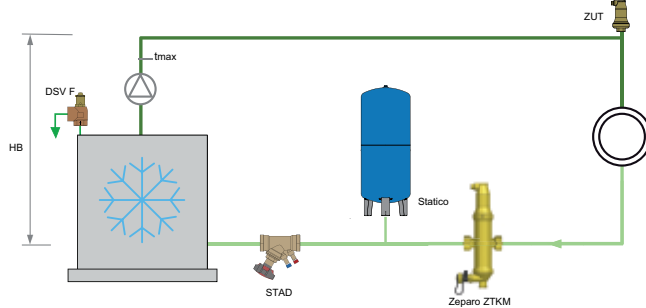 ZUT
tmax
DSV F
HB
Statico
STAD
Zeparo ZTKM